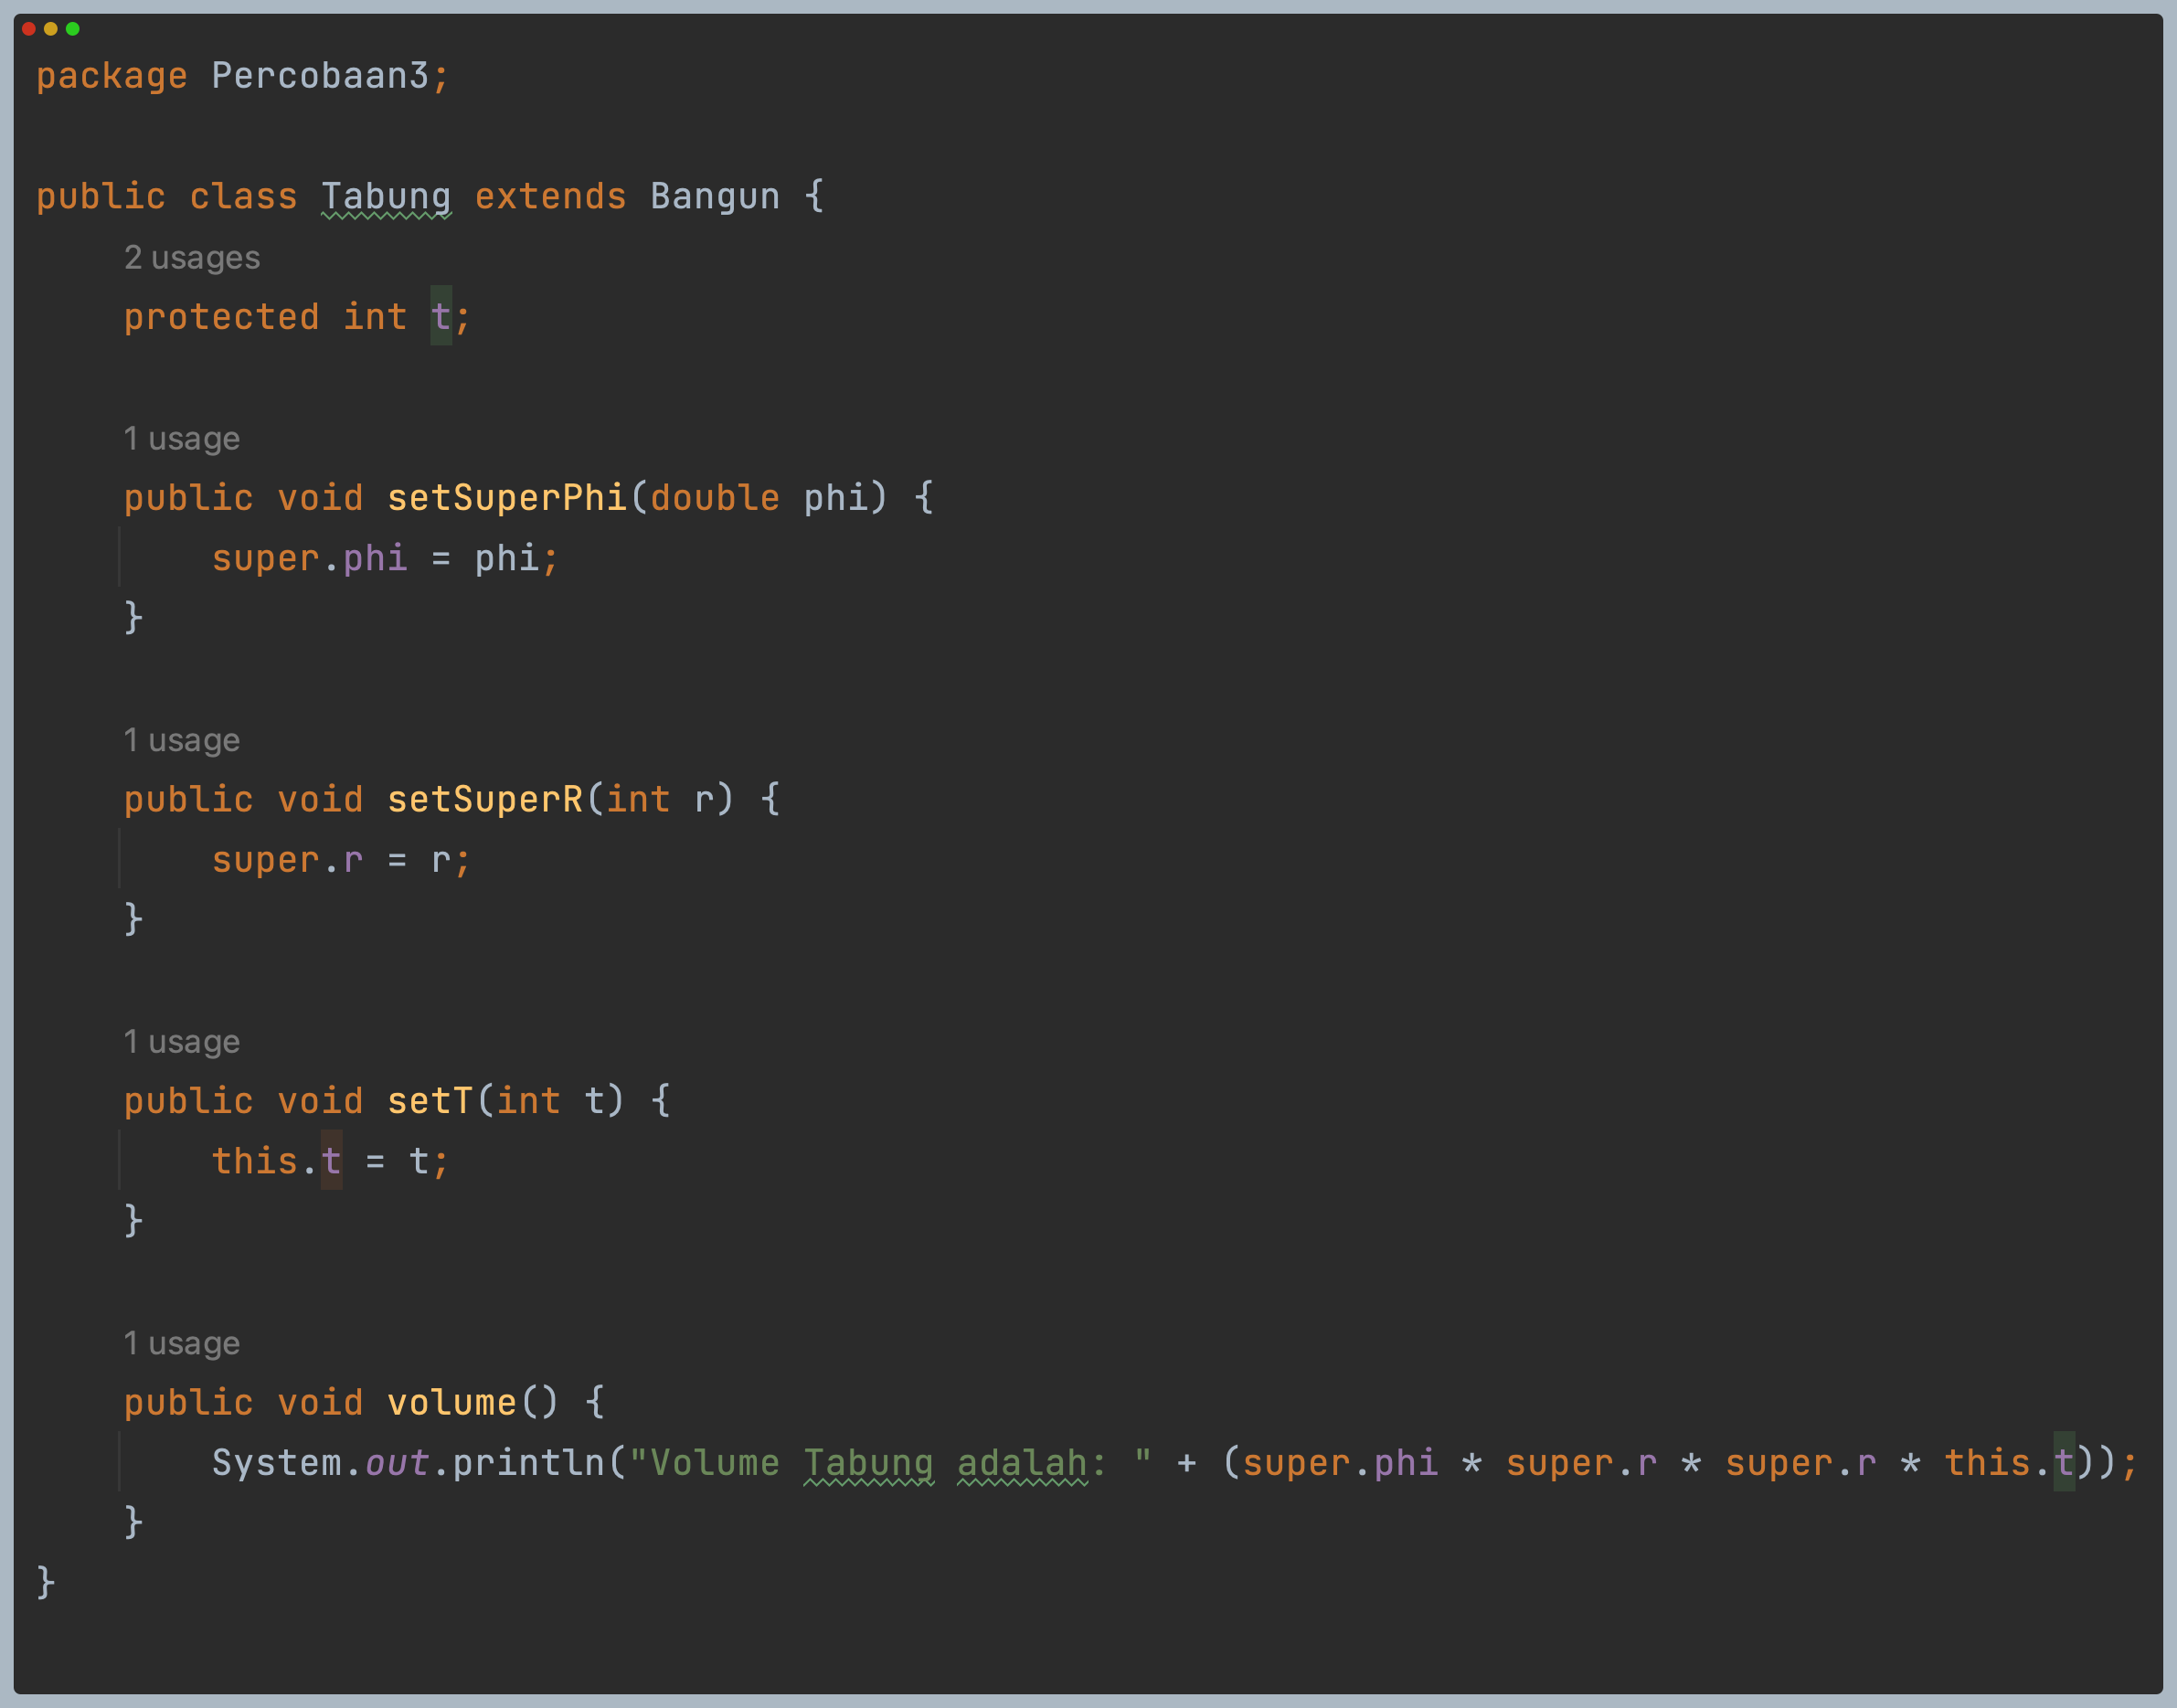 package Percobaan3;
public class Tabung extends Bangun {
2 usages
protected int t;
1 usage
public void setSuperPhi(double phi) {
super.phi = phi;
}
1 usage
public void setSuperR(int r) {
super.r = r;
}
1 usage
public void setT(int t) {
this.t = t;
}
1 usage
public void volume() {
System.out.println("Volume Tabung adalah: " + (super.phi * super.r * super.r * this.t));
}
}